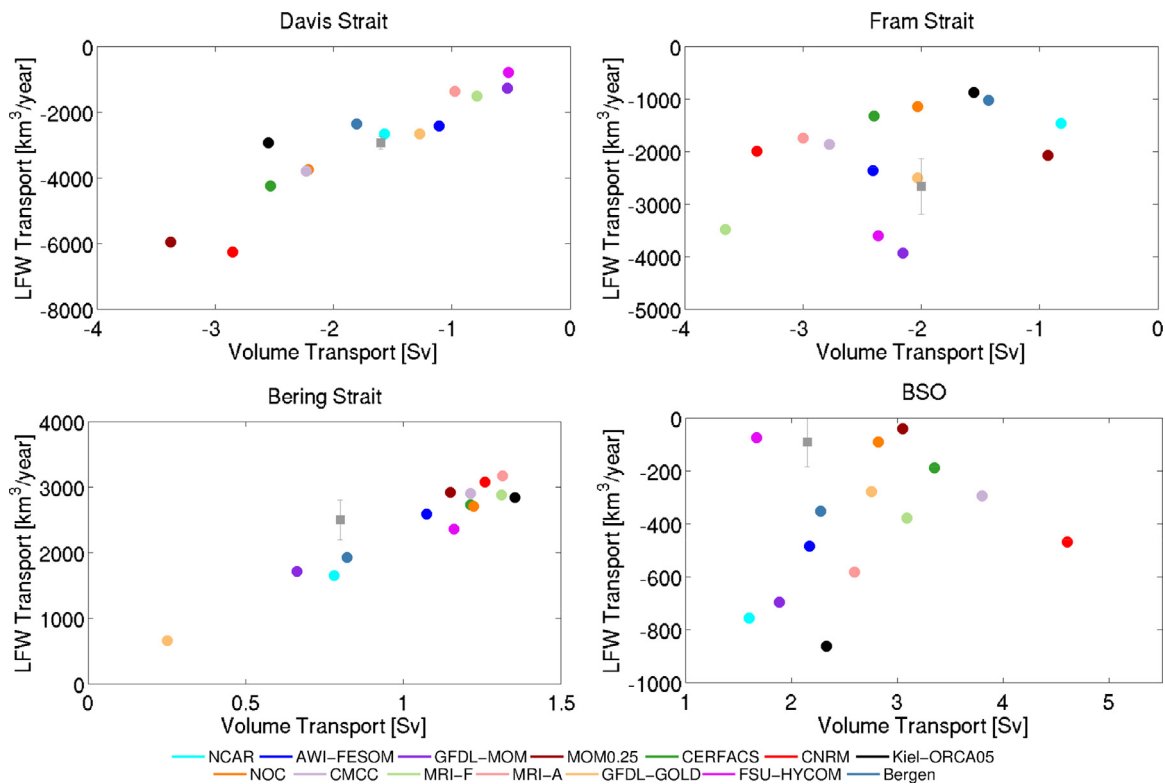 Davis Strait
LFW Transport [km³/year]
0
-2000
-4000
-6000
-8000
-4 -3 -2 -1 0
Volume Transport [Sv]
Fram Strait
LFW Transport [km³/year]
0
-1000
-2000
-3000
-4000
-5000
-4 -3 -2 -1 0
Volume Transport [Sv]
Bering Strait
LFW Transport [km³/year]
4000
3000
2000
1000
0
0 0.5 1 1.5
Volume Transport [Sv]
BSO
LFW Transport [km³/year]
0
-200
-400
-600
-800
-1000
1 2 3 4 5
Volume Transport [Sv]
NCAR AWI-FESOM GFDL-MOM MOM0.25 CERFACS CNRM Kiel-ORCA05
NOC CMCC MRI-F MRI-A GFDL-GOLD FSU-HYCOM Bergen